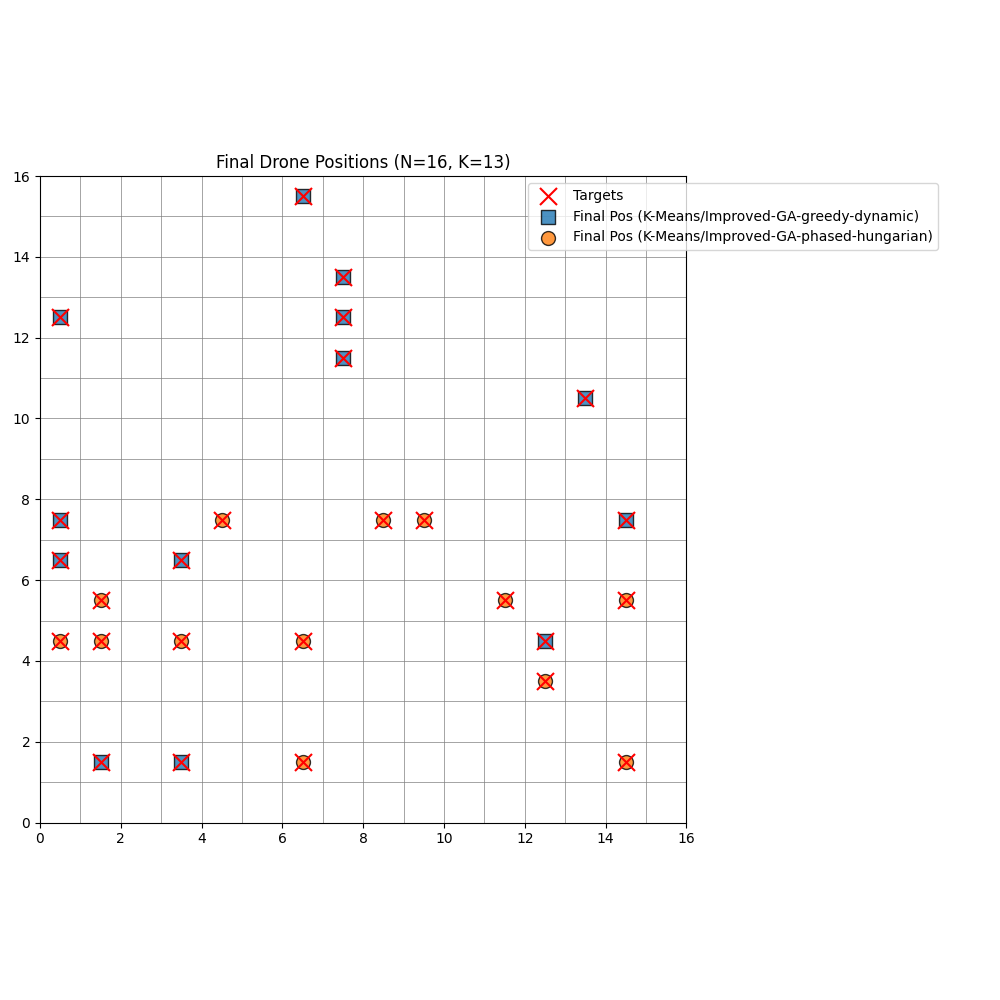 Final Drone Positions (N=16, K=13)
Targets
Final Pos (K-Means/Improved-GA-greedy-dynamic)
Final Pos (K-Means/Improved-GA-phased-hungarian)
16
14
12
10
8
6
4
2
0
0 2 4 6 8 10 12 14 16